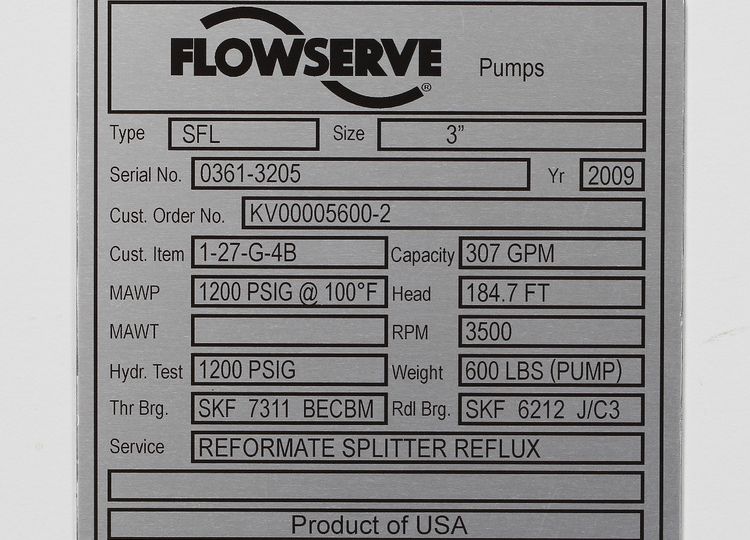 FLOWSERVE® Pumps
Type SFL Size 3"
Serial No. 0361-3205 Yr 2009
Cust. Order No. KV00005600-2
Cust. Item 1-27-G-4B Capacity 307 GPM
MAWP 1200 PSIG @ 100°F Head 184.7 FT
MAWT RPM 3500
Hydr. Test 1200 PSIG Weight 600 LBS (PUMP)
Thr Brg. SKF 7311 BECBM Rdl Brg. SKF 6212 J/C3
Service REFORMATE SPLITTER REFLUX
Product of USA